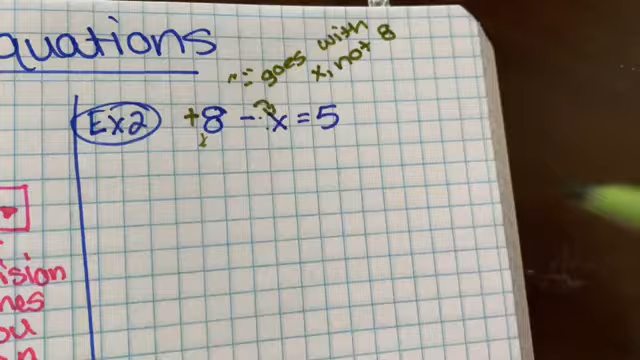 quations
"-" goes with
x, not 8
Ex2 +8 - x = 5
ision
nes
ou